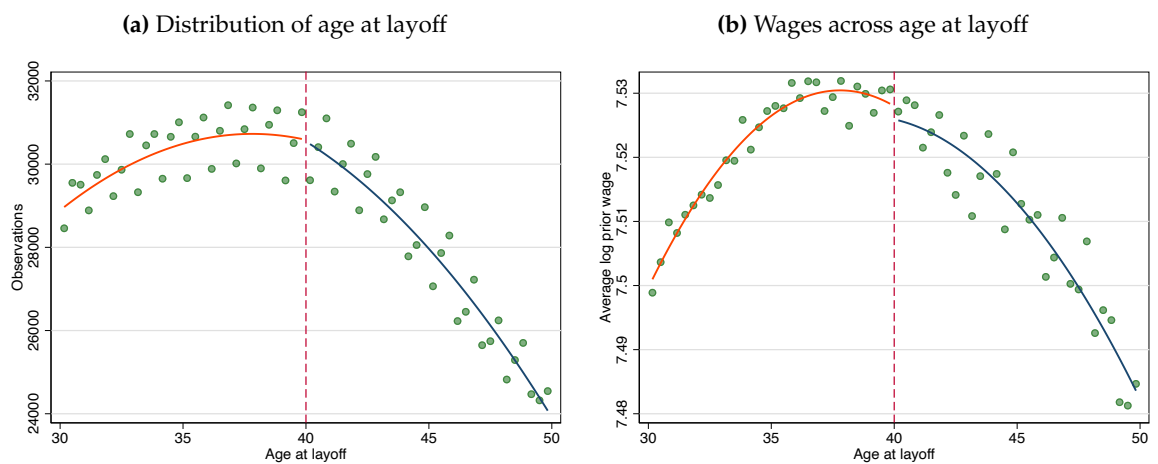 (a) Distribution of age at layoff
32000
30000
28000
26000
24000
Observations
30 35 40 45 50
Age at layoff
(b) Wages across age at layoff
7.53
7.52
7.51
7.5
7.49
7.48
Average log prior wage
30 35 40 45 50
Age at layoff